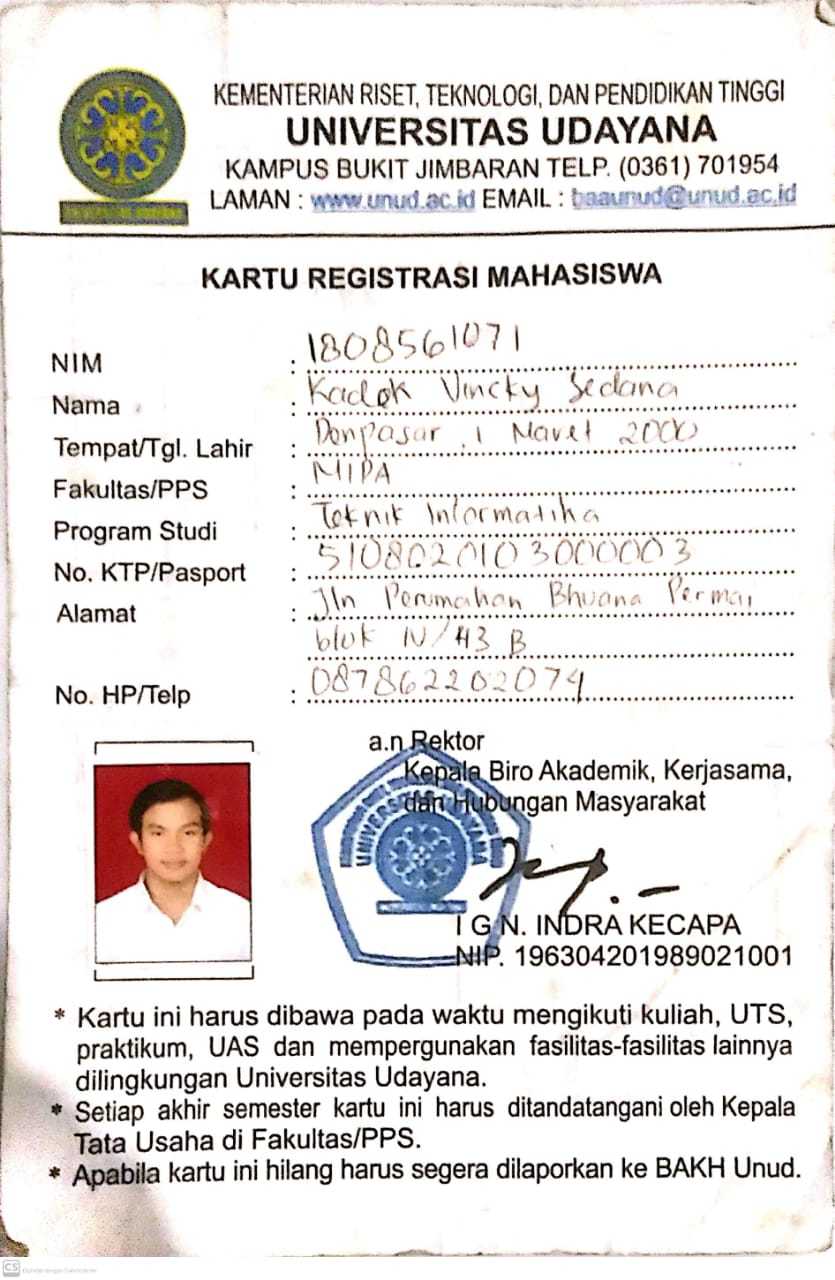 KEMENTERIAN RISET, TEKNOLOGI, DAN PENDIDIKAN TINGGI
UNIVERSITAS UDAYANA
KAMPUS BUKIT JIMBARAN TELP. (0361) 701954
LAMAN : www.unud.ac.id EMAIL : baaunud@unud.ac.id
KARTU REGISTRASI MAHASISWA
NIM : 1808561071
Nama : Kadek Vincky Sedana
Tempat/Tgl. Lahir : Denpasar, 1 Maret 2000
Fakultas/PPS : MIPA
Program Studi : Teknik Informatika
No. KTP/Pasport : 5108020103000003
Alamat : Jln Perumahan Bhuana Permai
blok IV/43 B
No. HP/Telp : 087862202074
a.n Rektor
Kepala Biro Akademik, Kerjasama,
dan Hubungan Masyarakat
UNIVERSITAS UDAYANA
I G N. INDRA KECAPA
NIP. 196304201989021001
* Kartu ini harus dibawa pada waktu mengikuti kuliah, UTS,
praktikum, UAS dan mempergunakan fasilitas-fasilitas lainnya
dilingkungan Universitas Udayana.
* Setiap akhir semester kartu ini harus ditandatangani oleh Kepala
Tata Usaha di Fakultas/PPS.
* Apabila kartu ini hilang harus segera dilaporkan ke BAKH Unud.
CS